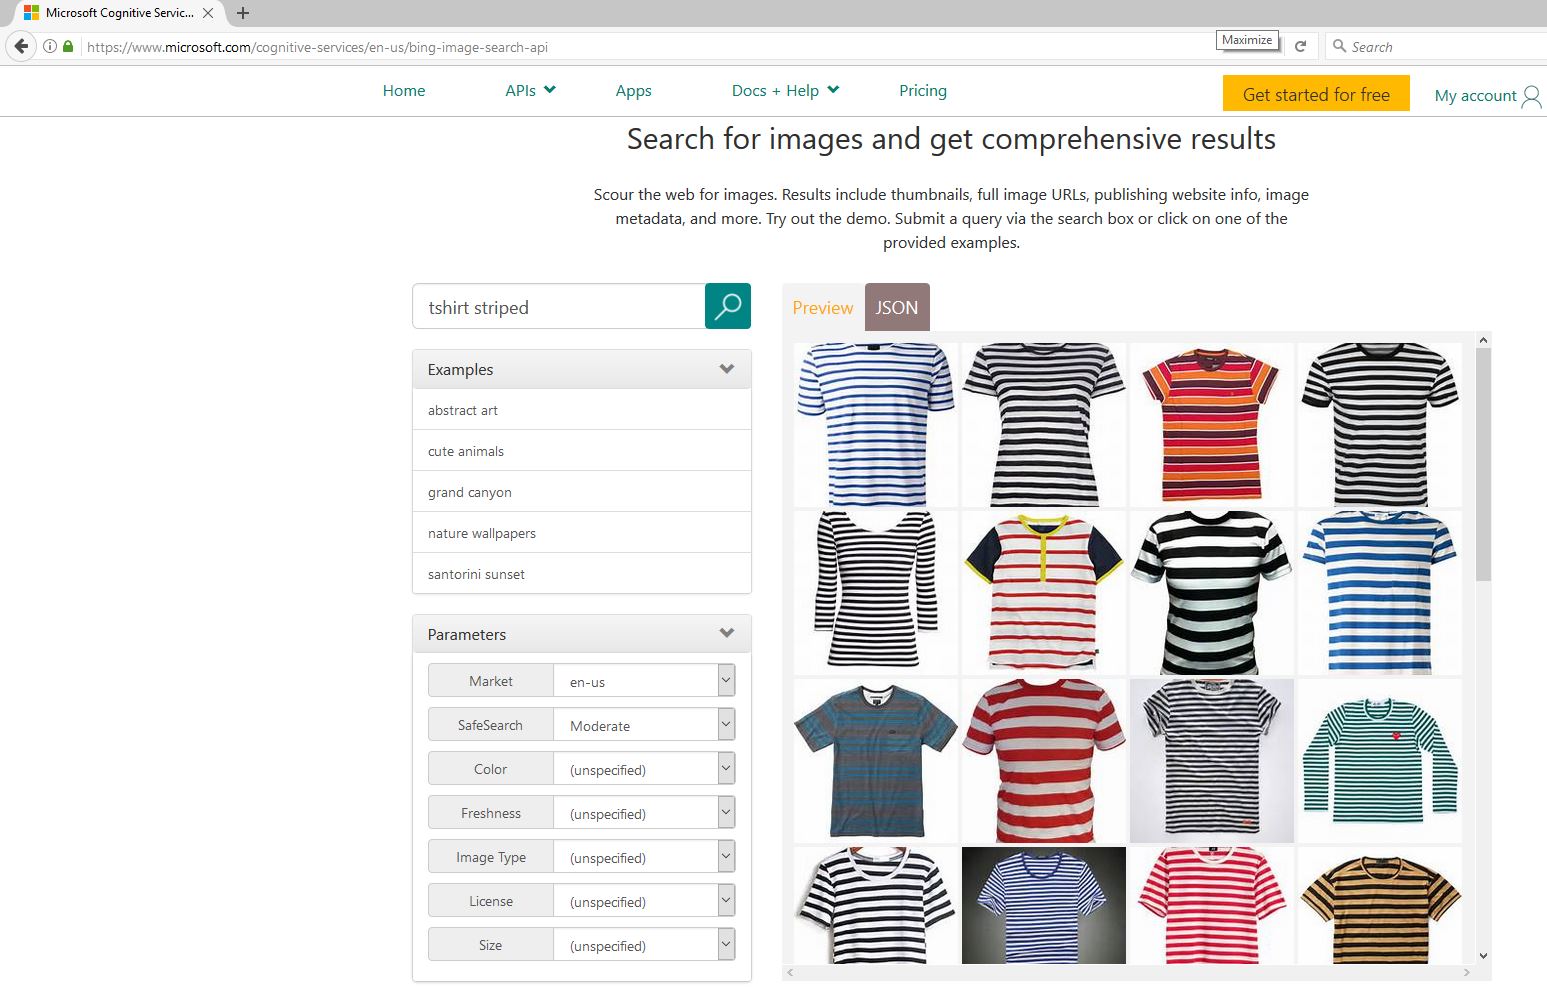 Microsoft Cognitive Servic...
https://www.microsoft.com/cognitive-services/en-us/bing-image-search-api
Maximize
Search
Home
APIs
Apps
Docs + Help
Pricing
Get started for free
My account
Search for images and get comprehensive results
Scour the web for images. Results include thumbnails, full image URLs, publishing website info, image
metadata, and more. Try out the demo. Submit a query via the search box or click on one of the
provided examples.
tshirt striped
Examples
abstract art
cute animals
grand canyon
nature wallpapers
santorini sunset
Parameters
Market
en-us
SafeSearch
Moderate
Color
(unspecified)
Freshness
(unspecified)
Image Type
(unspecified)
License
(unspecified)
Size
(unspecified)
Preview
JSON